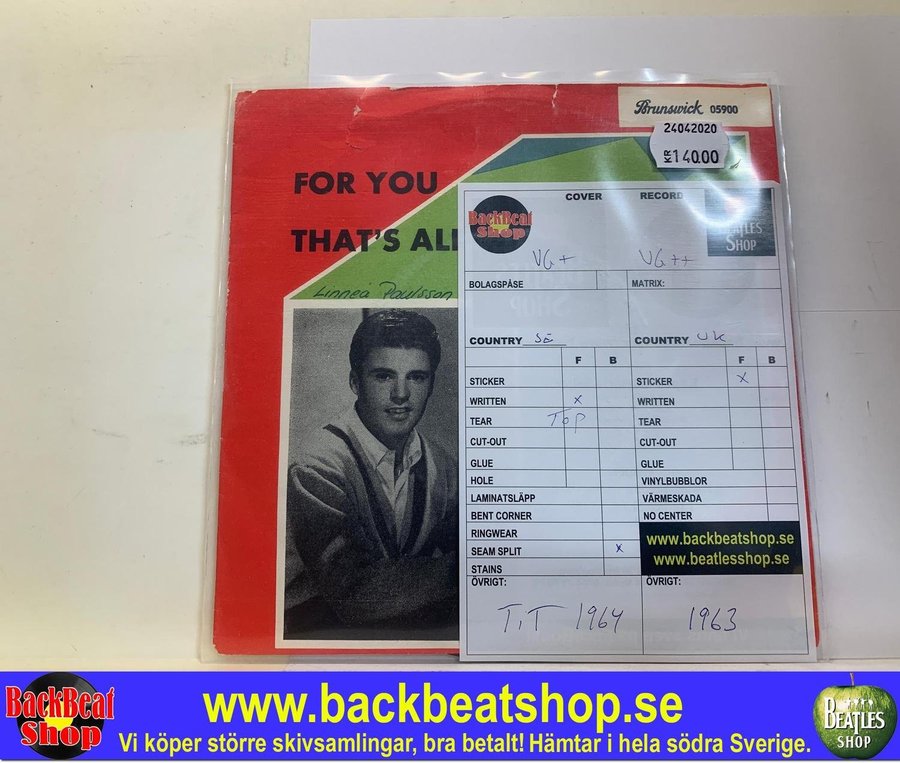 Brunswick 05900
24042020
KR 140.00
FOR YOU
THAT'S ALL
Linnea Paulsson
BackBeat Shop
COVER RECORD
BEATLES SHOP
VG+ VG++
BOLAGSPÅSE MATRIX:
COUNTRY SE COUNTRY UK
F B F B
STICKER STICKER X
WRITTEN X WRITTEN
TEAR TOP TEAR
CUT-OUT CUT-OUT
GLUE GLUE
HOLE VINYLBUBBLOR
LAMINATSLÄPP VÄRMESKADA
BENT CORNER NO CENTER
RINGWEAR
www.backbeatshop.se
SEAM SPLIT X
www.beatlesshop.se
STAINS
ÖVRIGT: ÖVRIGT:
TiT 1964 1963
BackBeat Shop
www.backbeatshop.se
Vi köper större skivsamlingar, bra betalt! Hämtar i hela södra Sverige.
BEATLES SHOP